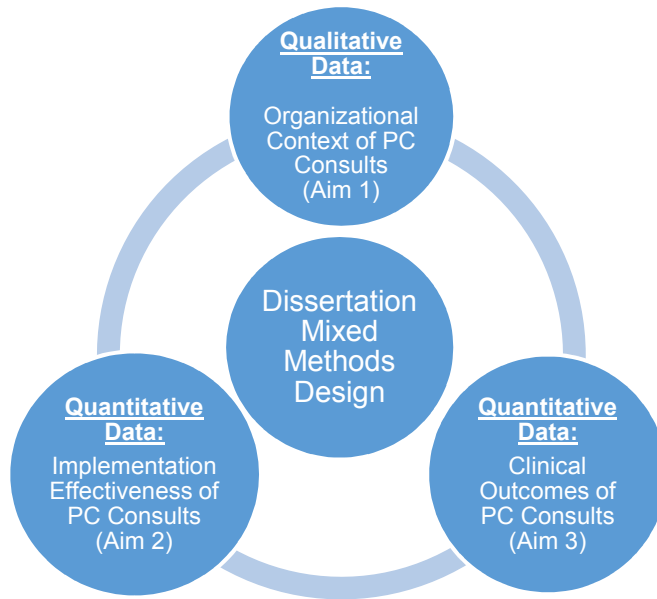 Qualitative
Data:
Organizational
Context of PC
Consults
(Aim 1)
Dissertation
Mixed
Methods
Design
Quantitative
Data:
Implementation
Effectiveness of
PC Consults
(Aim 2)
Quantitative
Data:
Clinical
Outcomes of
PC Consults
(Aim 3)